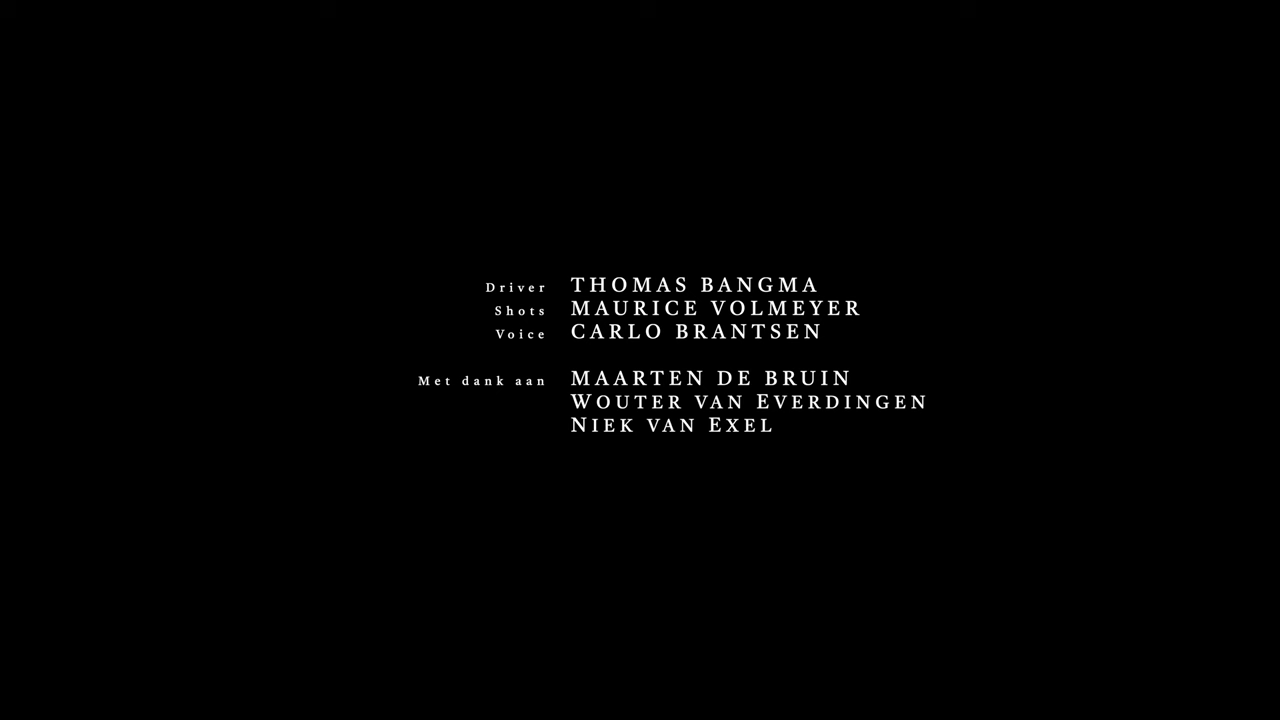 Driver THOMAS BANGMA
Shots MAURICE VOLMEYER
Voice CARLO BRANTSEN
Met dank aan MAARTEN DE BRUIN
WOUTER VAN EVERDINGEN
NIEK VAN EXEL